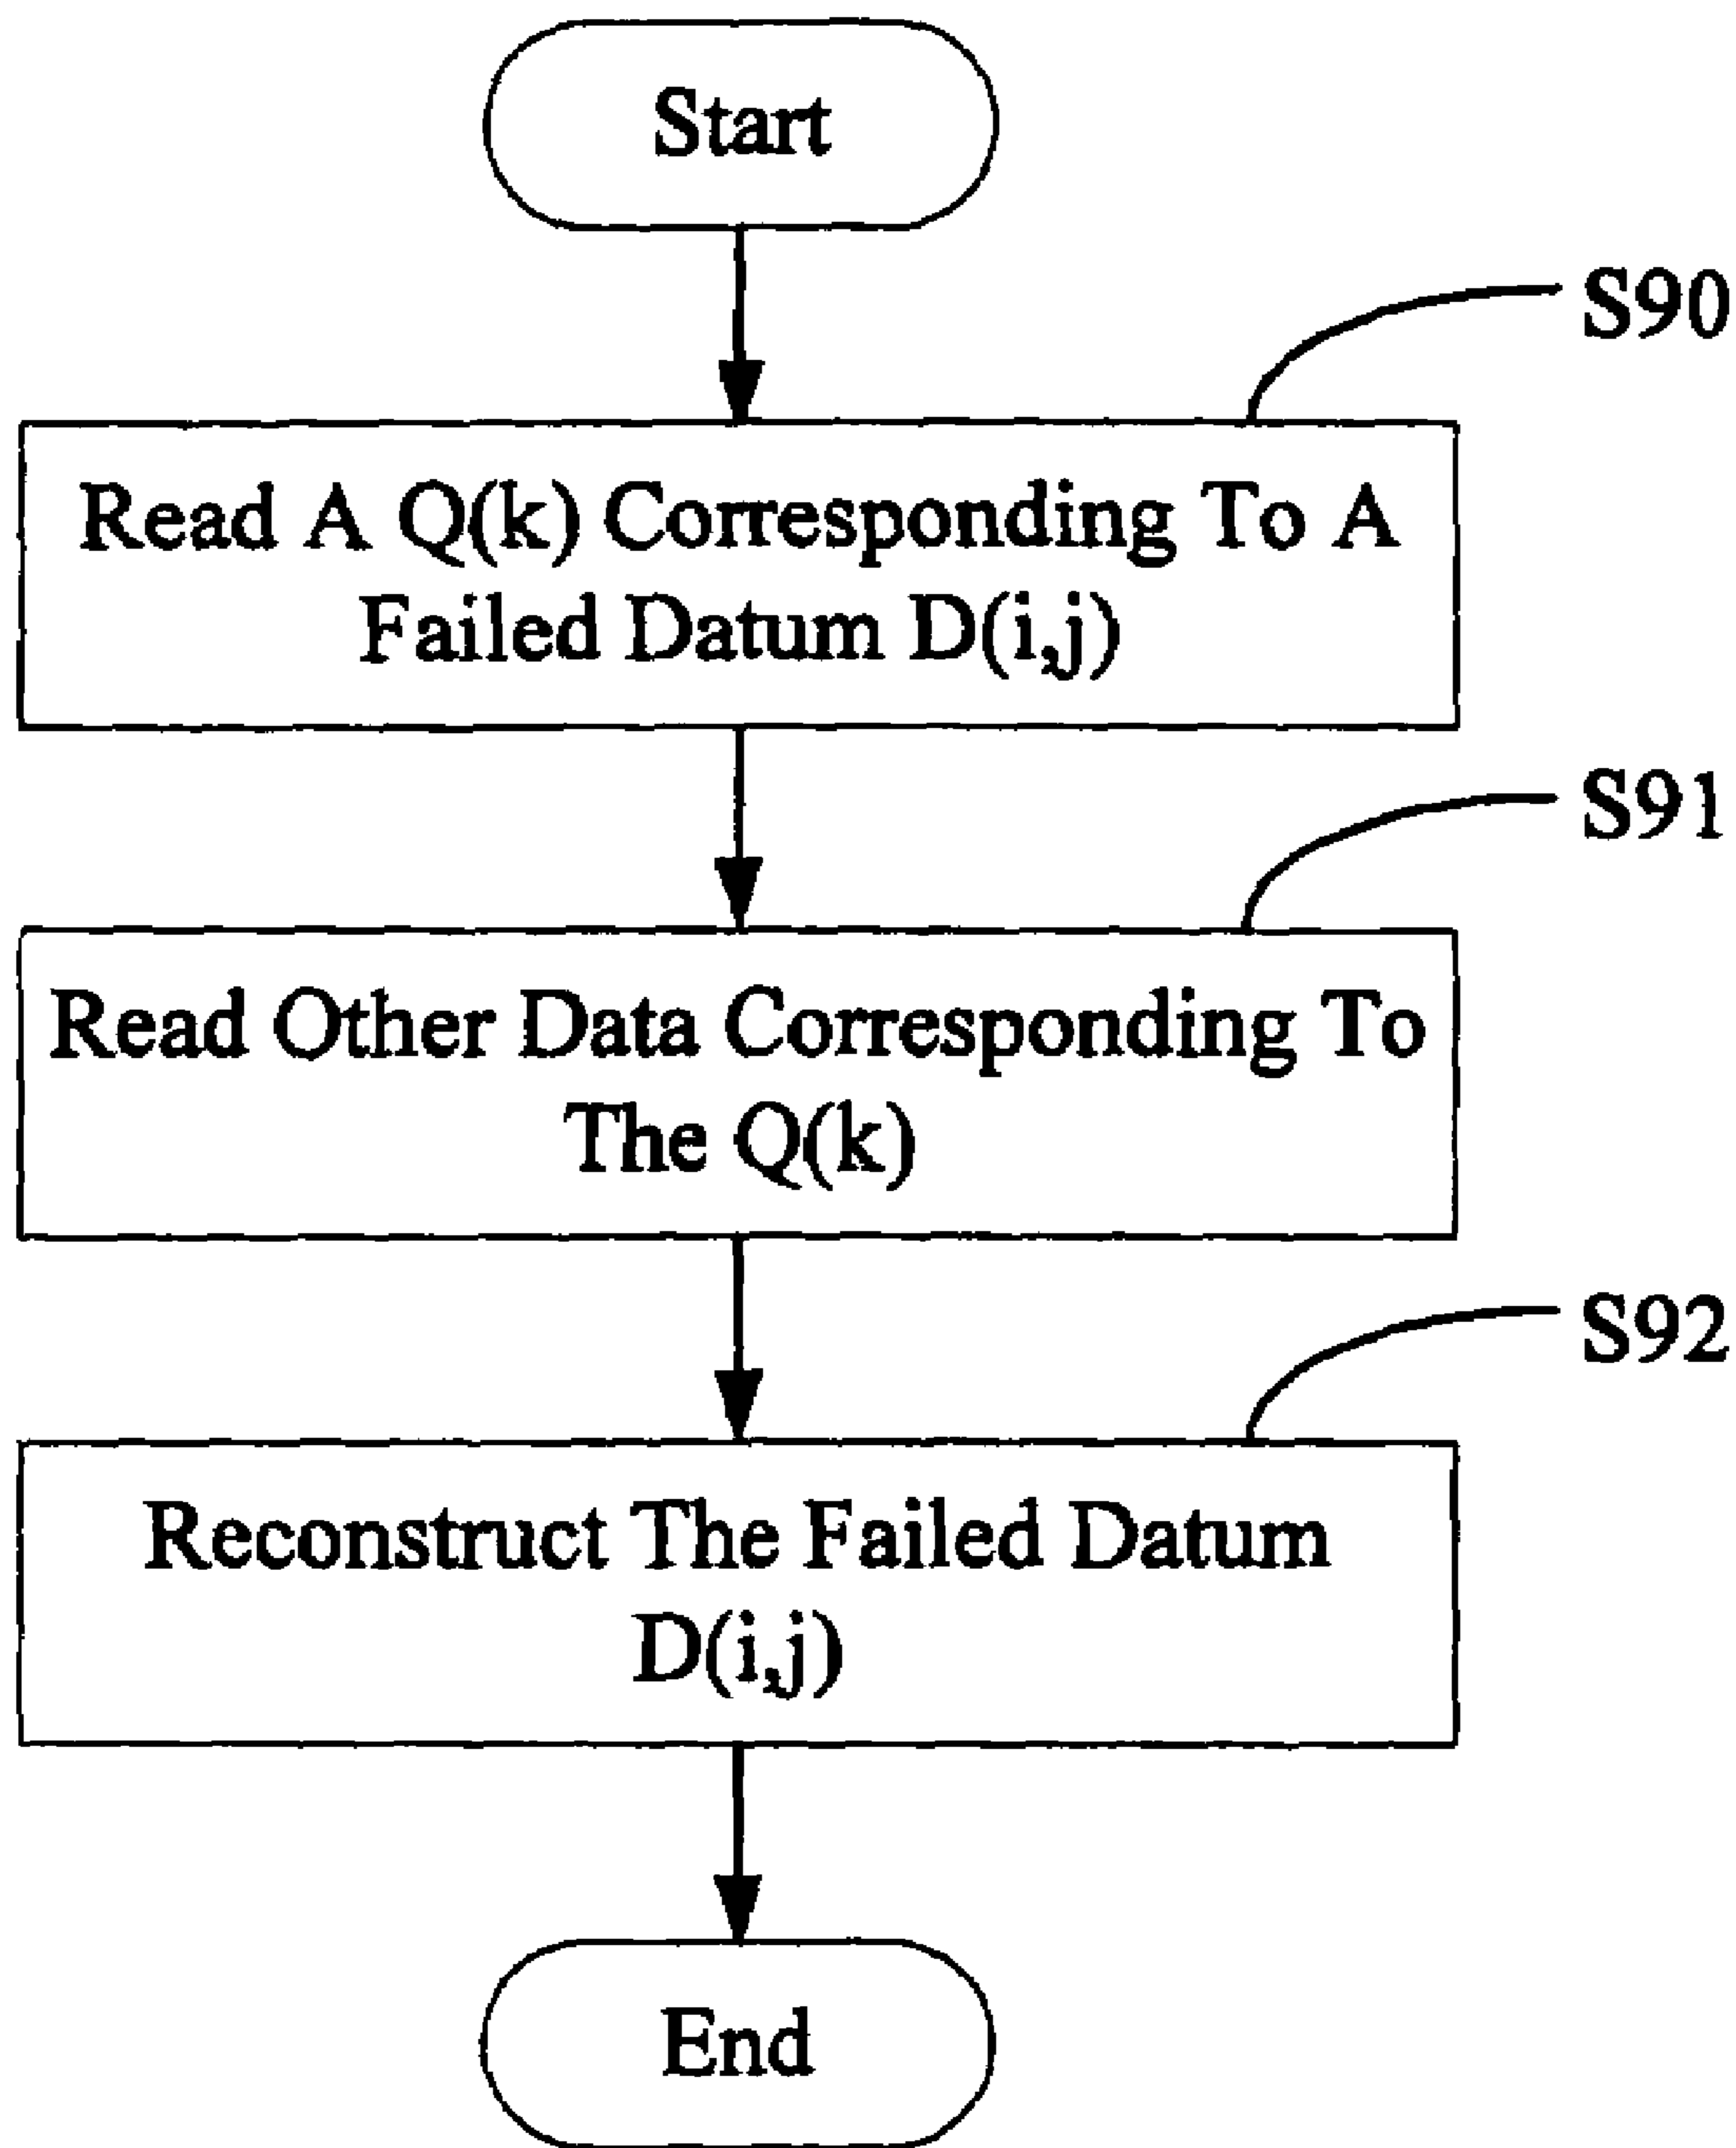 Start
S90
Read A Q(k) Corresponding To A
Failed Datum D(i,j)
S91
Read Other Data Corresponding To
The Q(k)
S92
Reconstruct The Failed Datum
D(i,j)
End